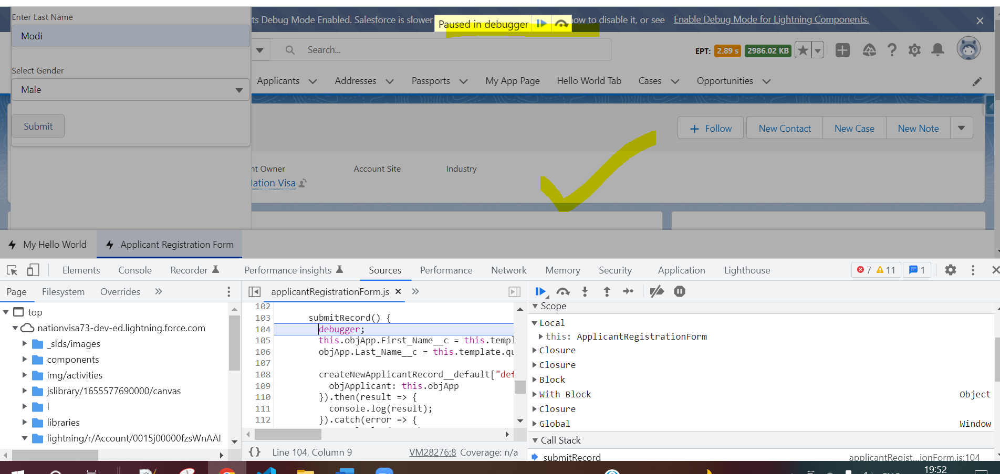 Enter Last Name
ts Debug Mode Enabled. Salesforce is slower
Paused in debugger
now to disable it, or see Enable Debug Mode for Lightning Components.
Modi
Search...
EPT: 2.89 s 2986.02 KB
Select Gender
Male
Applicants Addresses Passports My App Page Hello World Tab Cases Opportunities
Submit
Follow New Contact New Case New Note
nt Owner Account Site Industry
lation Visa
My Hello World Applicant Registration Form
Elements Console Recorder Performance insights Sources Performance Network Memory Security Application Lighthouse 7 11 1
Page Filesystem Overrides
applicantRegistrationForm.js
top
nationvisa73-dev-ed.lightning.force.com
_slds/images
components
img/activities
jslibrary/1655577690000/canvas
l
libraries
lightning/r/Account/0015j00000fzsWnAAI
102
103 submitRecord() {
104 debugger;
105 this.objApp.First_Name__c = this.templ
106 objApp.Last_Name__c = this.template.qu
107
108 createNewApplicantRecord__default["def
109 objApplicant: this.objApp
110 }).then(result => {
111 console.log(result);
112 }).catch(error => {
{ } Line 104, Column 9 VM28276:8 Coverage: n/a
Scope
Local
this: ApplicantRegistrationForm
Closure
Closure
Block
With Block Object
Closure
Global Window
Call Stack
submitRecord applicantRegist...ionForm.js:104
19:52